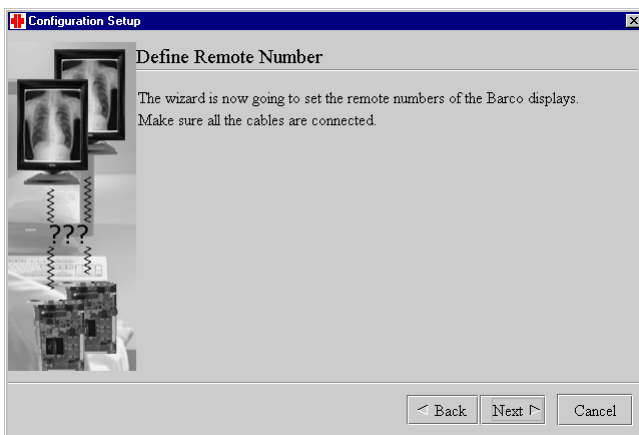 Configuration Setup
Define Remote Number
The wizard is now going to set the remote numbers of the Barco displays.
Make sure all the cables are connected.
???
< Back Next > Cancel